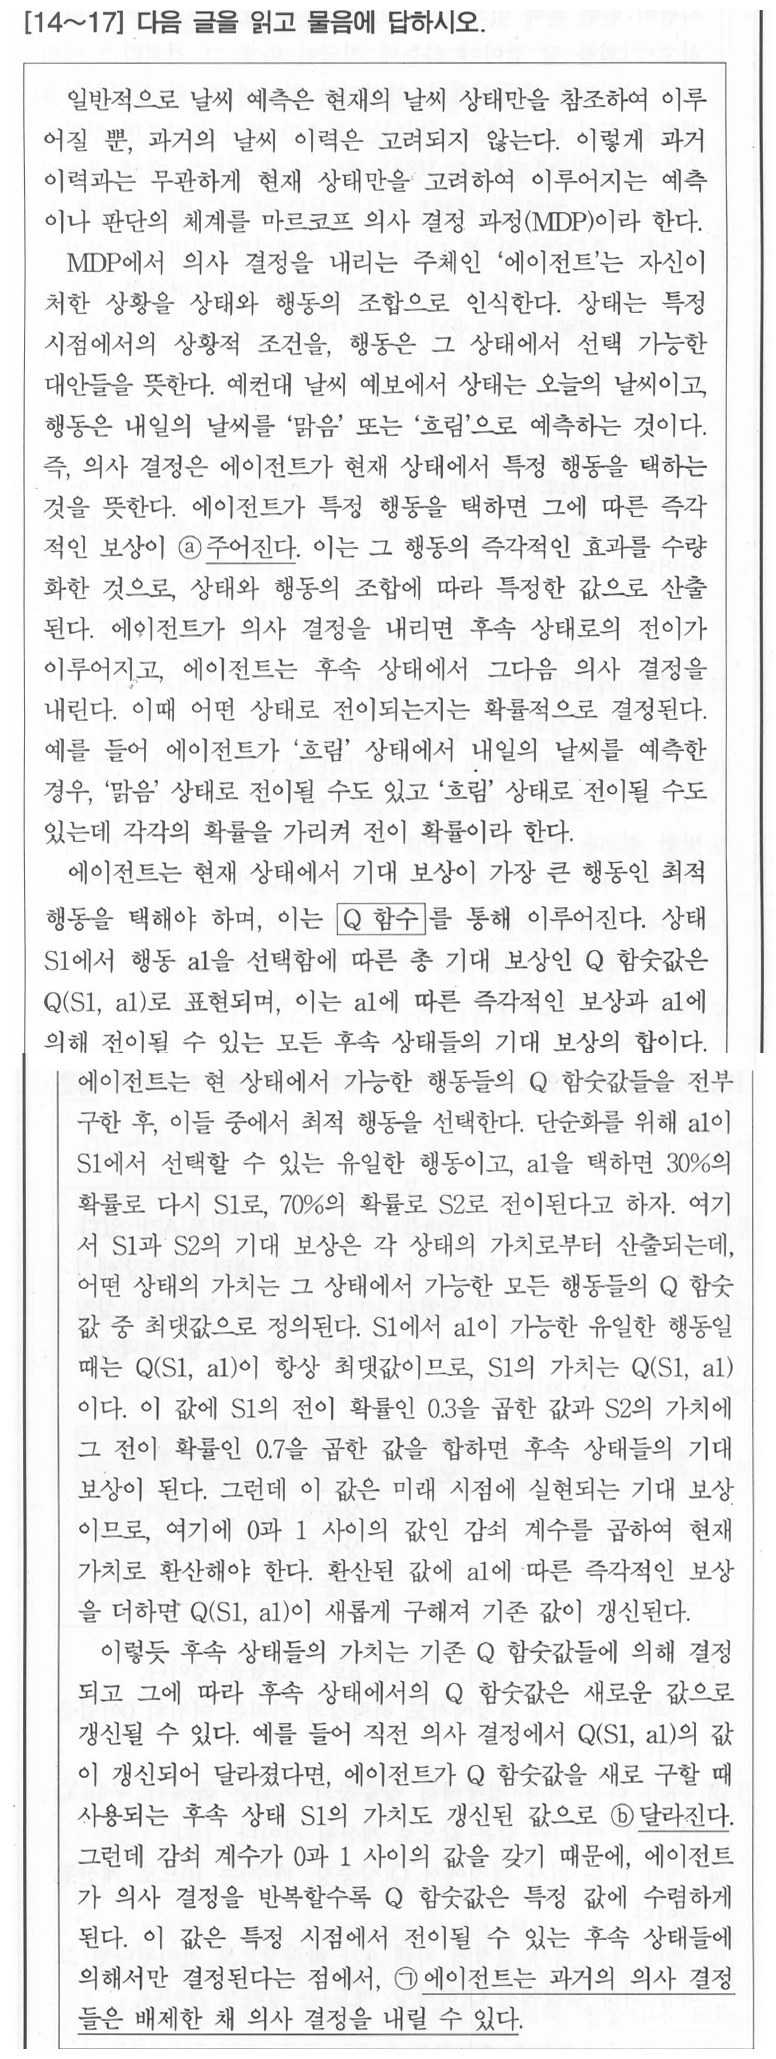 [14～17] 다음 글을 읽고 물음에 답하시오.
일반적으로 날씨 예측은 현재의 날씨 상태만을 참조하여 이루
어질 뿐, 과거의 날씨 이력은 고려되지 않는다. 이렇게 과거
이력과는 무관하게 현재 상태만을 고려하여 이루어지는 예측
이나 판단의 체계를 마르코프 의사 결정 과정(MDP)이라 한다.
MDP에서 의사 결정을 내리는 주체인 ‘에이전트’는 자신이
처한 상황을 상태와 행동의 조합으로 인식한다. 상태는 특정
시점에서의 상황적 조건을, 행동은 그 상태에서 선택 가능한
대안들을 뜻한다. 예컨대 날씨 예보에서 상태는 오늘의 날씨이고,
행동은 내일의 날씨를 ‘맑음’ 또는 ‘흐림’으로 예측하는 것이다.
즉, 의사 결정은 에이전트가 현재 상태에서 특정 행동을 택하는
것을 뜻한다. 에이전트가 특정 행동을 택하면 그에 따른 즉각
적인 보상이 ⓐ주어진다. 이는 그 행동의 즉각적인 효과를 수량
화한 것으로, 상태와 행동의 조합에 따라 특정한 값으로 산출
된다. 에이전트가 의사 결정을 내리면 후속 상태로의 전이가
이루어지고, 에이전트는 후속 상태에서 그다음 의사 결정을
내린다. 이때 어떤 상태로 전이되는지는 확률적으로 결정된다.
예를 들어 에이전트가 ‘흐림’ 상태에서 내일의 날씨를 예측한
경우, ‘맑음’ 상태로 전이될 수도 있고 ‘흐림’ 상태로 전이될 수도
있는데 각각의 확률을 가리켜 전이 확률이라 한다.
에이전트는 현재 상태에서 기대 보상이 가장 큰 행동인 최적
행동을 택해야 하며, 이는 Q 함수를 통해 이루어진다. 상태
S1에서 행동 a1을 선택함에 따른 총 기대 보상인 Q 함숫값은
Q(S1, a1)로 표현되며, 이는 a1에 따른 즉각적인 보상과 a1에
의해 전이될 수 있는 모든 후속 상태들의 기대 보상의 합이다.
에이전트는 현 상태에서 가능한 행동들의 Q 함숫값들을 전부
구한 후, 이들 중에서 최적 행동을 선택한다. 단순화를 위해 a1이
S1에서 선택할 수 있는 유일한 행동이고, a1을 택하면 30%의
확률로 다시 S1로, 70%의 확률로 S2로 전이된다고 하자. 여기
서 S1과 S2의 기대 보상은 각 상태의 가치로부터 산출되는데,
어떤 상태의 가치는 그 상태에서 가능한 모든 행동들의 Q 함숫
값 중 최댓값으로 정의된다. S1에서 a1이 가능한 유일한 행동일
때는 Q(S1, a1)이 항상 최댓값이므로, S1의 가치는 Q(S1, a1)
이다. 이 값에 S1의 전이 확률인 0.3을 곱한 값과 S2의 가치에
그 전이 확률인 0.7을 곱한 값을 합하면 후속 상태들의 기대
보상이 된다. 그런데 이 값은 미래 시점에 실현되는 기대 보상
이므로, 여기에 0과 1 사이의 값인 감쇠 계수를 곱하여 현재
가치로 환산해야 한다. 환산된 값에 a1에 따른 즉각적인 보상
을 더하면 Q(S1, a1)이 새롭게 구해져 기존 값이 갱신된다.
이렇듯 후속 상태들의 가치는 기존 Q 함숫값들에 의해 결정
되고 그에 따라 후속 상태에서의 Q 함숫값은 새로운 값으로
갱신될 수 있다. 예를 들어 직전 의사 결정에서 Q(S1, a1)의 값
이 갱신되어 달라졌다면, 에이전트가 Q 함숫값을 새로 구할 때
사용되는 후속 상태 S1의 가치도 갱신된 값으로 ⓑ달라진다.
그런데 감쇠 계수가 0과 1 사이의 값을 갖기 때문에, 에이전트
가 의사 결정을 반복할수록 Q 함숫값은 특정 값에 수렴하게
된다. 이 값은 특정 시점에서 전이될 수 있는 후속 상태들에
의해서만 결정된다는 점에서, ㉠에이전트는 과거의 의사 결정
들은 배제한 채 의사 결정을 내릴 수 있다.